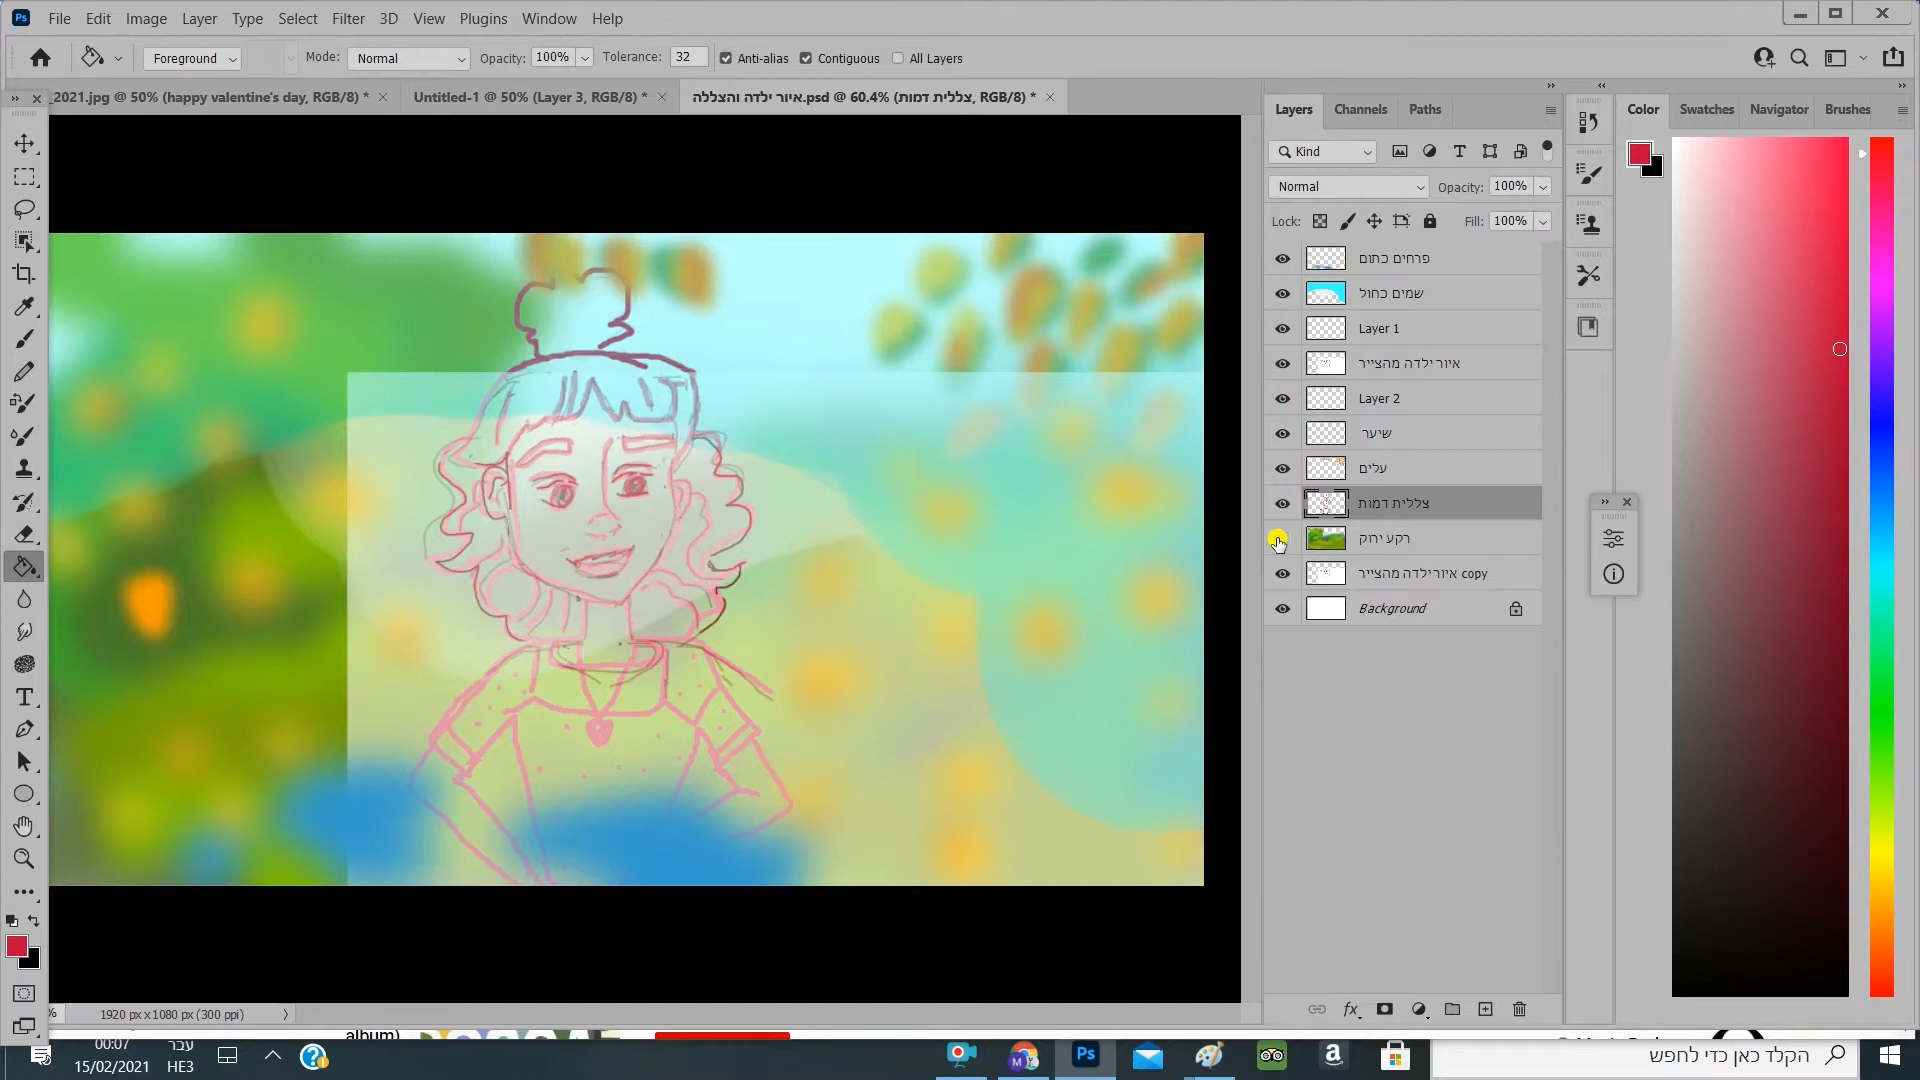 File Edit Image Layer Type Select Filter 3D View Plugins Window Help
Foreground Mode: Normal Opacity: 100% Tolerance: 32 Anti-alias Contiguous All Layers
_2021.jpg @ 50% (happy valentine's day, RGB/8) * Untitled-1 @ 50% (Layer 3, RGB/8) * איור ילדה והצללה.psd @ 60.4% (צללית דמות, RGB/8) *
Layers Channels Paths
Color Swatches Navigator Brushes
Kind
Normal Opacity: 100%
Lock: Fill: 100%
פרחים כתום
שמים כחול
Layer 1
איור ילדה מהצייר
Layer 2
שיער
עלים
צללית דמות
רקע ירוק
איור ילדה מהצייר copy
Background
% 1920 px x 1080 px (300 ppi)
album)
00:07
15/02/2021
עבר
HE3
הקלד כאן כדי לחפש